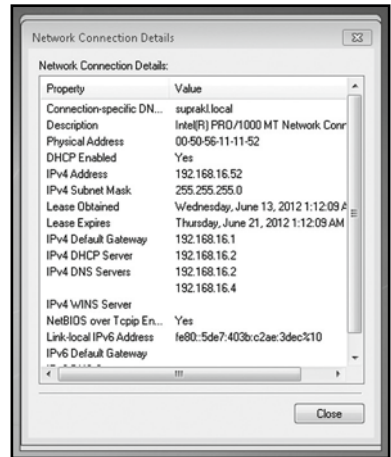 Network Connection Details
Network Connection Details:
Property Value
Connection-specific DN... suprakl.local
Description Intel(R) PRO/1000 MT Network Conr
Physical Address 00-50-56-11-11-52
DHCP Enabled Yes
IPv4 Address 192.168.16.52
IPv4 Subnet Mask 255.255.255.0
Lease Obtained Wednesday, June 13, 2012 1:12:09 A
Lease Expires Thursday, June 21, 2012 1:12:09 AM
IPv4 Default Gateway 192.168.16.1
IPv4 DHCP Server 192.168.16.2
IPv4 DNS Servers 192.168.16.2
192.168.16.4
IPv4 WINS Server
NetBIOS over Tcpip En... Yes
Link-local IPv6 Address fe80::5de7:403b:c2ae:3dec%10
IPv6 Default Gateway
Close